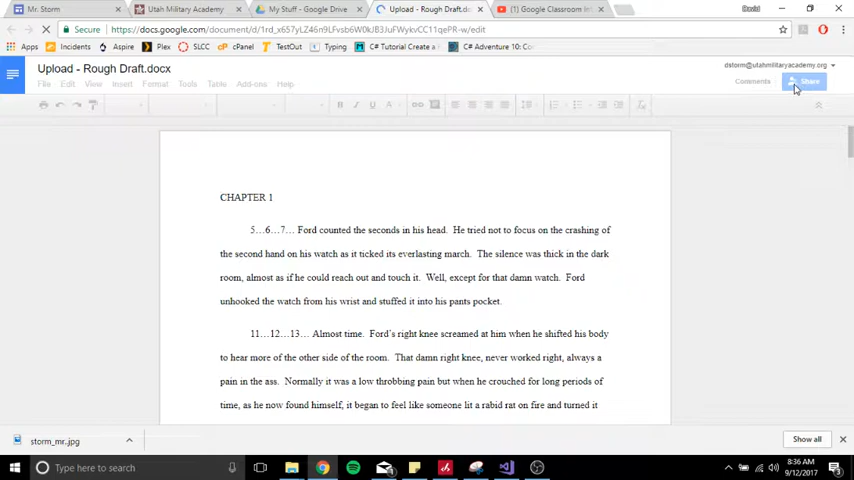 Mr. Storm
Utah Military Academy
My Stuff - Google Drive
Upload - Rough Draft.d
(1) Google Classroom Int
David
Secure
https://docs.google.com/document/d/1rd_x657yLZ46n9LFvsb6W0kJ3B3JuFWykvCC11qePR-w/edit
Apps
Incidents
Aspire
Plex
SLCC
cPanel
TestOut
Typing
C# Tutorial Create a T
C# Adventure 10: Con
Upload - Rough Draft.docx
dstorm@utahmilitaryacademy.org
File Edit View Insert Format Tools Table Add-ons Help
Comments
Share
CHAPTER 1
5…6…7… Ford counted the seconds in his head. He tried not to focus on the crashing of
the second hand on his watch as it ticked its everlasting march. The silence was thick in the dark
room, almost as if he could reach out and touch it. Well, except for that damn watch. Ford
unhooked the watch from his wrist and stuffed it into his pants pocket.
11…12…13… Almost time. Ford's right knee screamed at him when he shifted his body
to hear more of the other side of the room. That damn right knee, never worked right, always a
pain in the ass. Normally it was a low throbbing pain but when he crouched for long periods of
time, as he now found himself, it began to feel like someone lit a rabid rat on fire and turned it
storm_mr.jpg
Show all
Type here to search
8:36 AM
9/12/2017